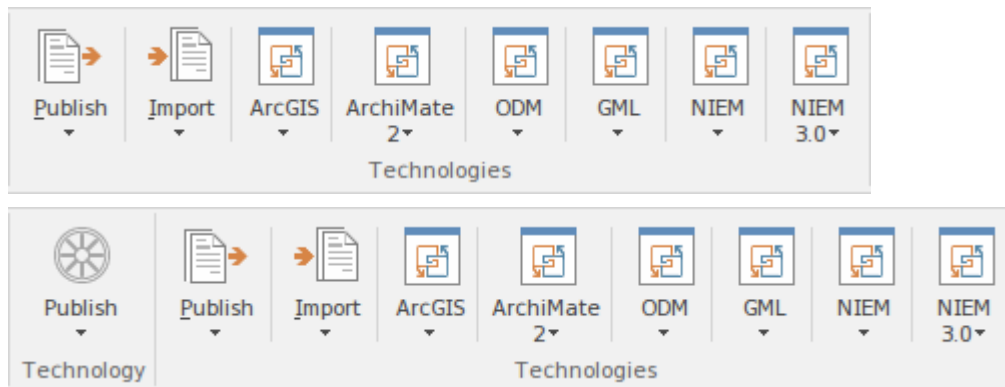 Publish Import ArcGIS ArchiMate 2 ODM GML NIEM NIEM 3.0
Technologies
Publish Publish Import ArcGIS ArchiMate 2 ODM GML NIEM NIEM 3.0
Technology Technologies